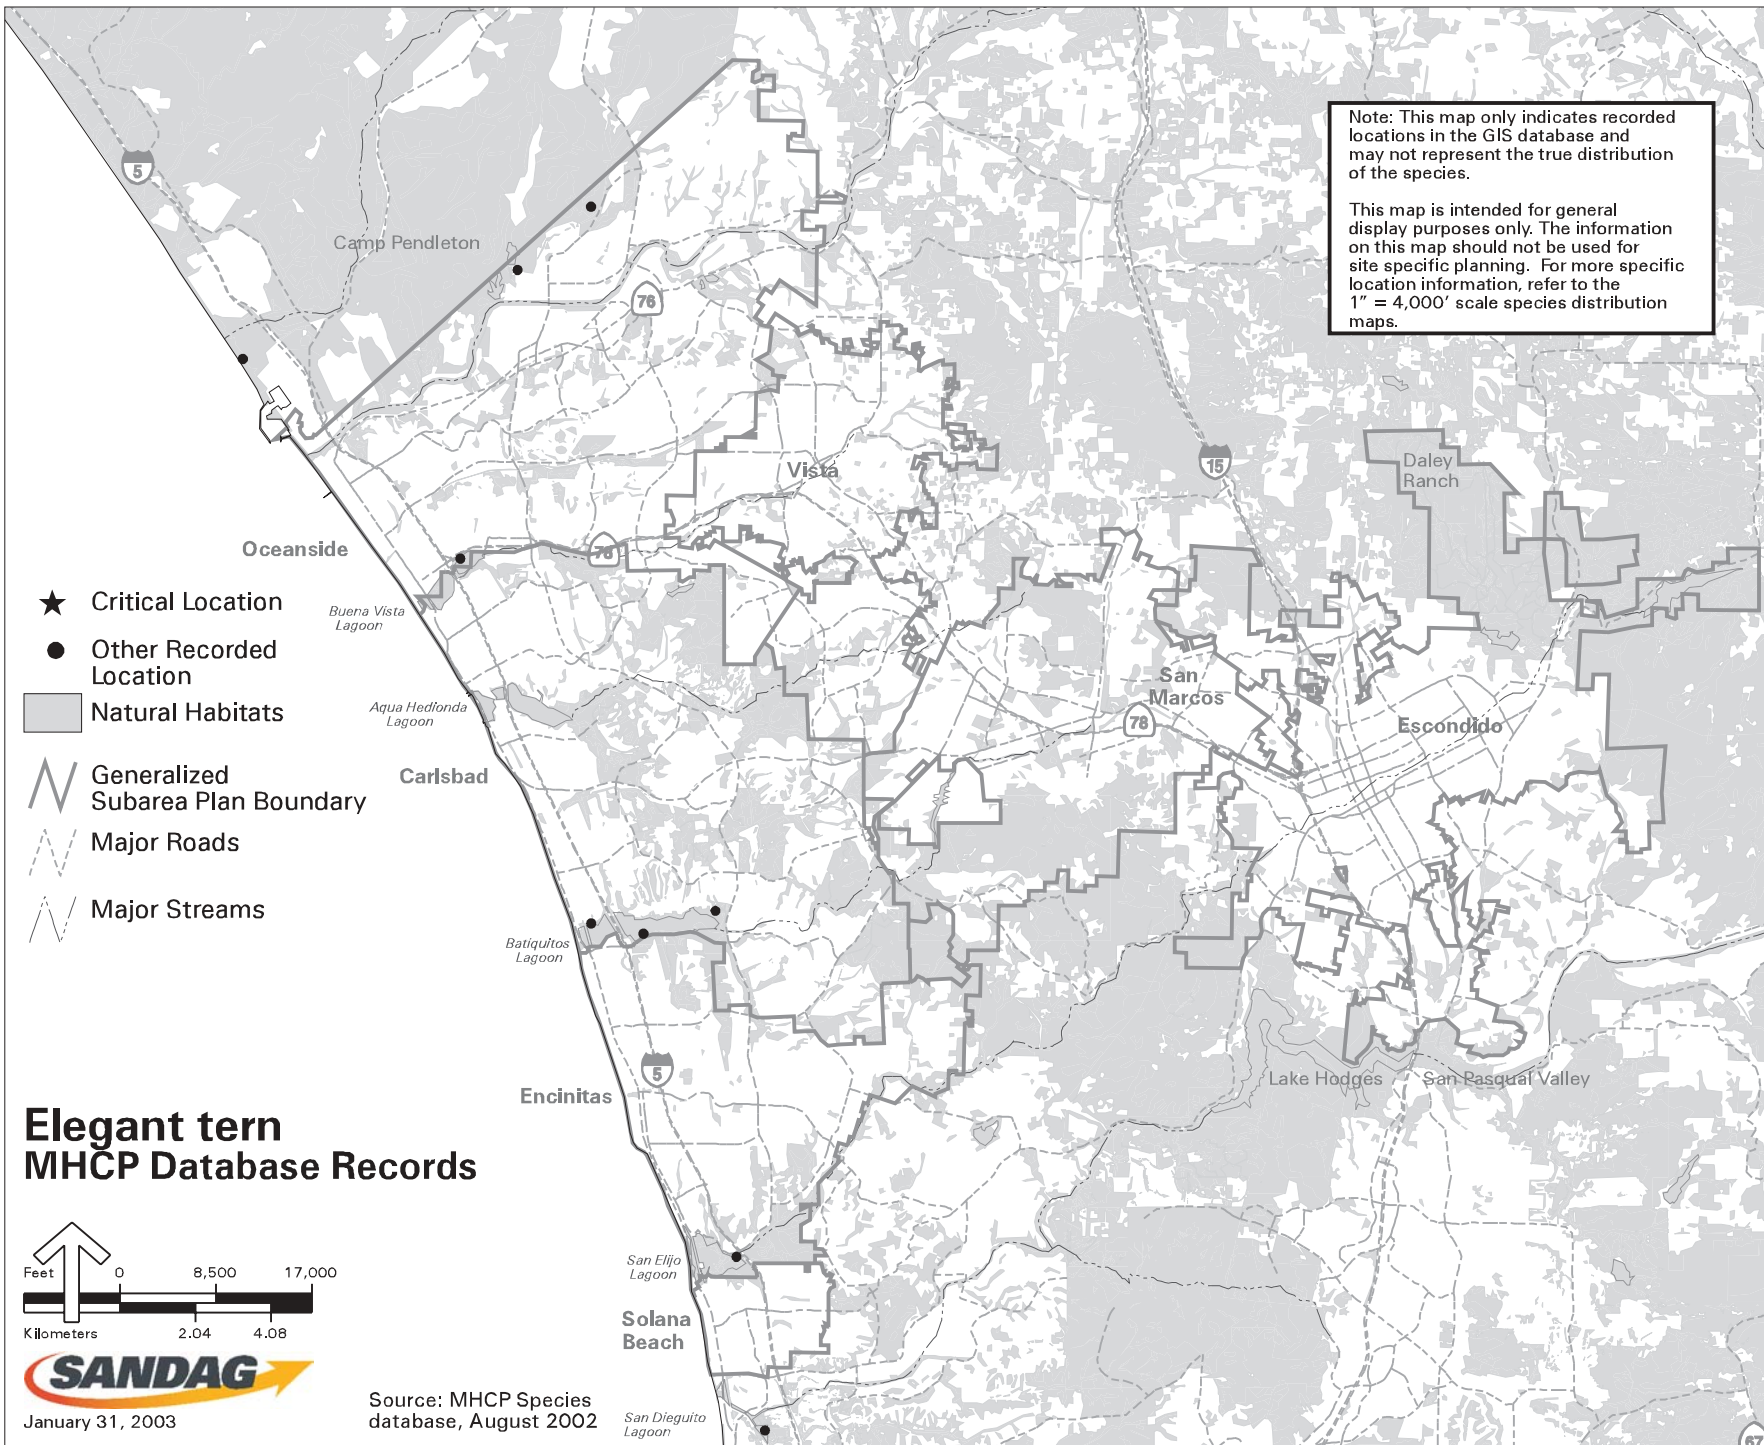 Note: This map only indicates recorded
locations in the GIS database and
may not represent the true distribution
of the species.
This map is intended for general
display purposes only. The information
on this map should not be used for
site specific planning. For more specific
location information, refer to the
1” = 4,000’ scale species distribution
maps.
5
Camp Pendleton
76
Vista
15
Daley
Ranch
Oceanside
78
Critical Location
Buena Vista
Lagoon
Other Recorded
Location
Natural Habitats
Aqua Hedionda
Lagoon
San
Marcos
78
Escondido
Carlsbad
Generalized
Subarea Plan Boundary
Major Roads
Major Streams
Batiquitos
Lagoon
5
Encinitas
Lake Hodges
San Pasqual Valley
Elegant tern
MHCP Database Records
Feet 0 8,500 17,000
Kilometers 2.04 4.08
San Elijo
Lagoon
Solana
Beach
SANDAG
January 31, 2003
Source: MHCP Species
database, August 2002
San Dieguito
Lagoon
67